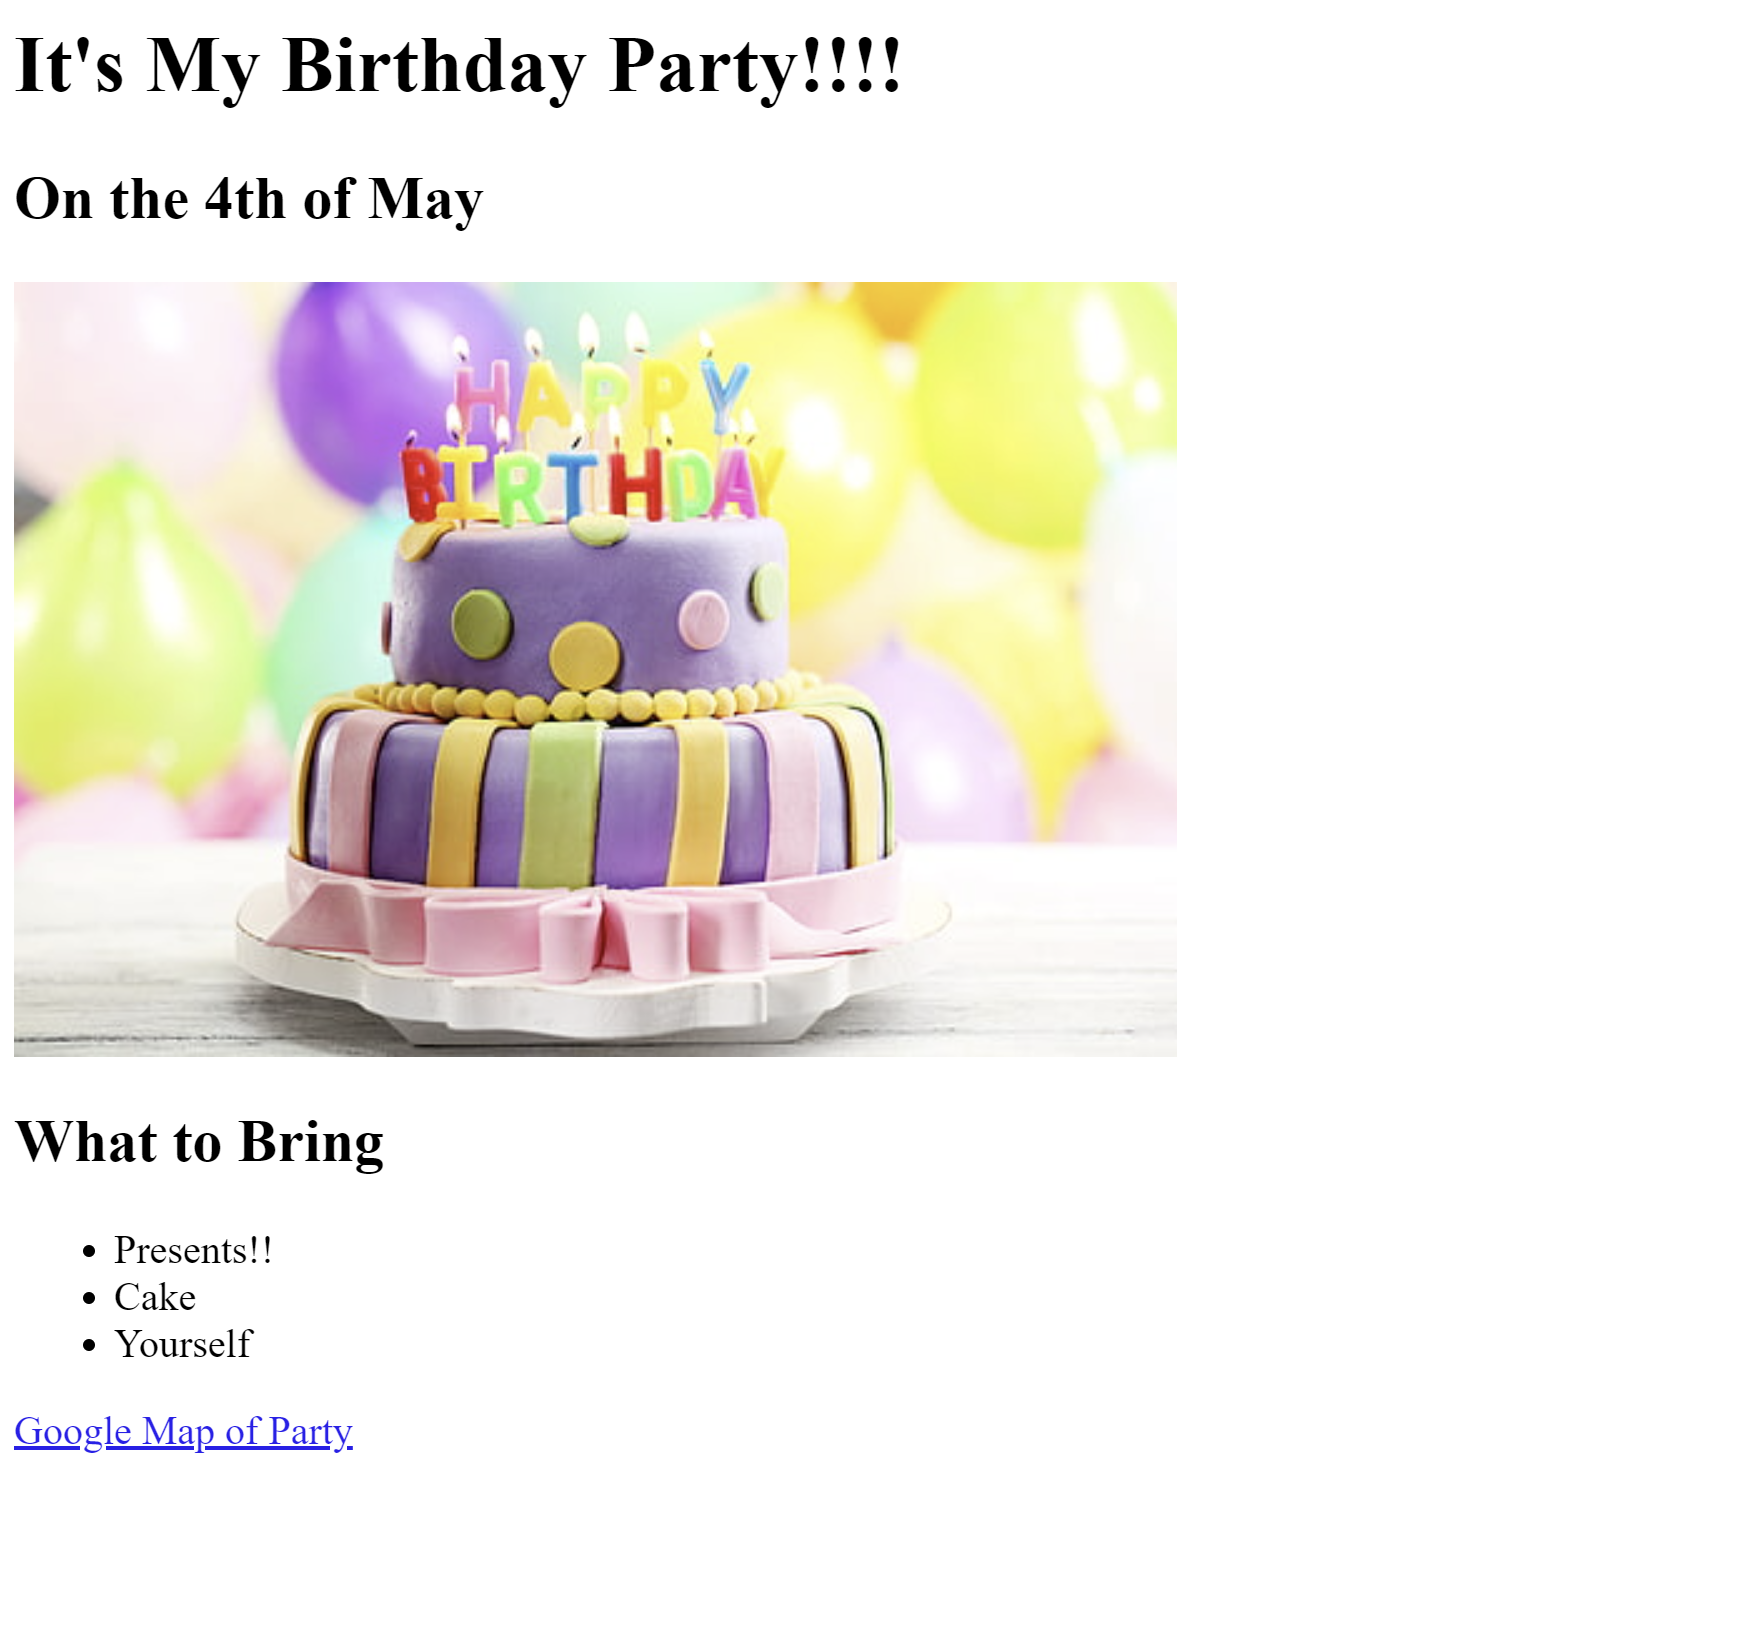 It's My Birthday Party!!!!
On the 4th of May
HAPPY
BIRTHDAY
What to Bring
Presents!!
Cake
Yourself
Google Map of Party